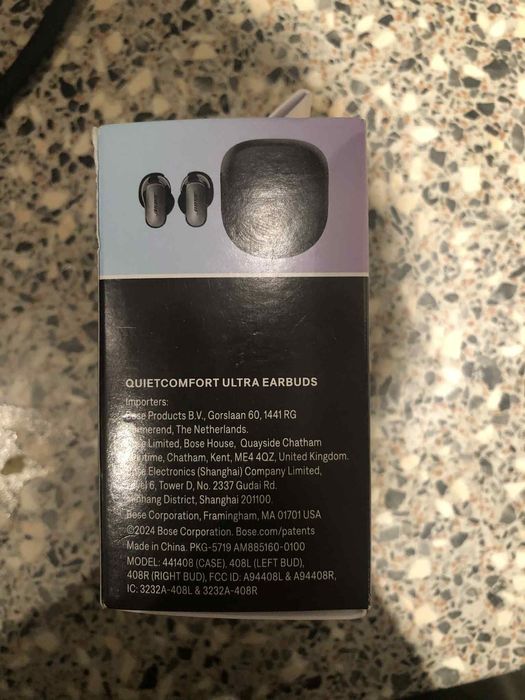 QUIETCOMFORT ULTRA EARBUDS
Importers:
Products B.V., Gorslaan 60, 1441 RG
The Netherlands.
Limited, Bose House, Quayside Chatham
Chatham, Kent, ME4 4QZ, United Kingdom.
Electronics (Shanghai) Company Limited,
6, Tower D, No. 2337 Gudai Rd.
District, Shanghai 201100.
Bose Corporation, Framingham, MA 01701 USA
©2024 Bose Corporation. Bose.com/patents
Made in China. PKG-5719 AM885160-0100
MODEL: 441408 (CASE), 408L (LEFT BUD),
408R (RIGHT BUD), FCC ID: A94408L & A94408R,
IC: 3232A-408L & 3232A-408R